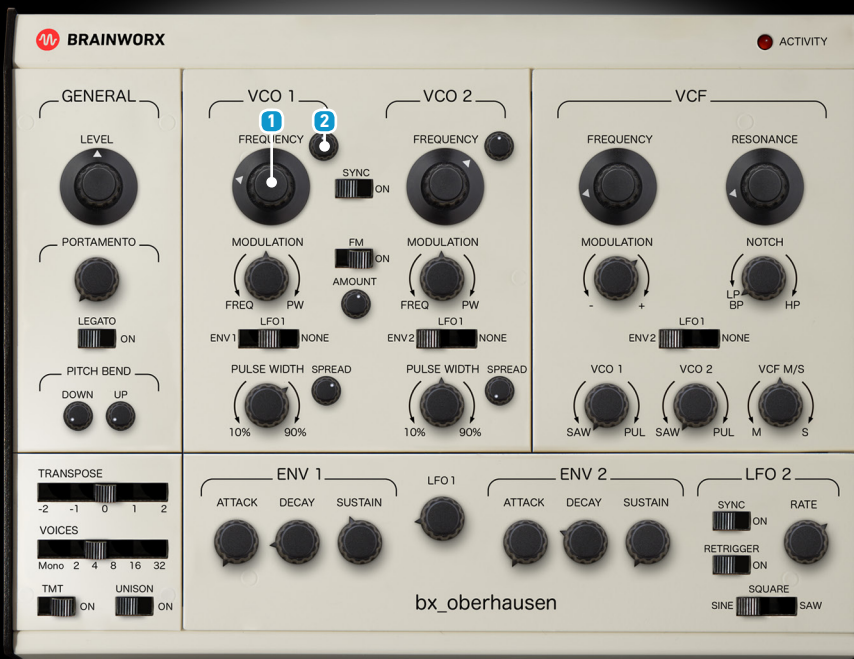 BRAINWORX
ACTIVITY
GENERAL
VCO 1
VCO 2
VCF
1
2
LEVEL
FREQUENCY
FREQUENCY
FREQUENCY
RESONANCE
SYNC
ON
PORTAMENTO
MODULATION
FM
MODULATION
MODULATION
NOTCH
ON
AMOUNT
FREQ
PW
FREQ
PW
-
+
LP
BP
HP
LEGATO
ON
LFO1
ENV1
NONE
LFO1
ENV2
NONE
LFO1
ENV2
NONE
PITCH BEND
DOWN
UP
PULSE WIDTH
SPREAD
10%
90%
PULSE WIDTH
SPREAD
10%
90%
VCO 1
VCO 2
VCF M/S
SAW
PUL
SAW
PUL
M
S
TRANSPOSE
-2 -1 0 1 2
VOICES
Mono 2 4 8 16 32
TMT
ON
UNISON
ON
ENV 1
ATTACK
DECAY
SUSTAIN
LFO1
ENV 2
ATTACK
DECAY
SUSTAIN
LFO 2
SYNC
ON
RATE
RETRIGGER
ON
SQUARE
SINE
SAW
bx_oberhausen